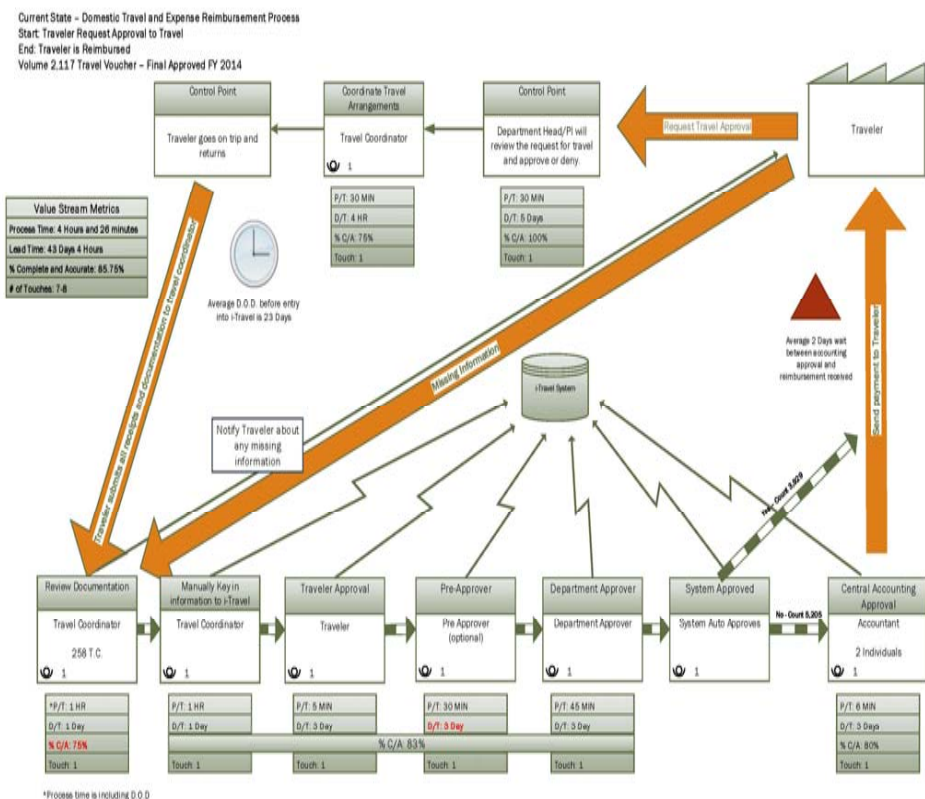 Current State – Domestic Travel and Expense Reimbursement Process
Start: Traveler Request Approval to Travel
End: Traveler is Reimbursed
Volume 2,117 Travel Voucher – Final Approved FY 2014
Control Point
Traveler goes on trip and
returns
Coordinate Travel
Arrangements
Travel Coordinator
1
P/T: 30 MIN
D/T: 4 HR
% C/A: 75%
Touch: 1
Control Point
Department Head/PI will
review the request for travel
and approve or deny.
P/T: 30 MIN
D/T: 5 Days
% C/A: 100%
Touch: 1
Request Travel Approval
Traveler
Value Stream Metrics
Process Time: 4 Hours and 26 minutes
Lead Time: 43 Days 4 Hours
% Complete and Accurate: 85.75%
# of Touches: 7-8
Traveler submits all receipts and documentation to travel coordinator
Average D.O.D. before entry
into i-Travel is 23 Days
Missing Information
Notify Traveler about
any missing
information
i-Travel System
Average 2 Days wait
between accounting
approval and
reimbursement received
Send payment to Traveler
Yes - Count 3,929
Review Documentation
Travel Coordinator
256 T.C.
1
*P/T: 1 HR
D/T: 1 Day
% C/A: 75%
Touch: 1
Manually Key in
information to i-Travel
Travel Coordinator
1
P/T: 1 HR
D/T: 1 Day
Touch: 1
Traveler Approval
Traveler
1
P/T: 5 MIN
D/T: 3 Day
Touch: 1
Pre-Approver
Pre Approver
(optional)
1
P/T: 30 MIN
D/T: 3 Day
Touch: 1
Department Approver
Department Approver
1
P/T: 45 MIN
D/T: 3 Day
Touch: 1
% C/A: 83%
System Approved
System Auto Approves
1
No - Count 5,205
Central Accounting
Approval
Accountant
2 Individuals
1
P/T: 6 MIN
D/T: 3 Days
% C/A: 80%
Touch: 1
*Process time is including D.O.D